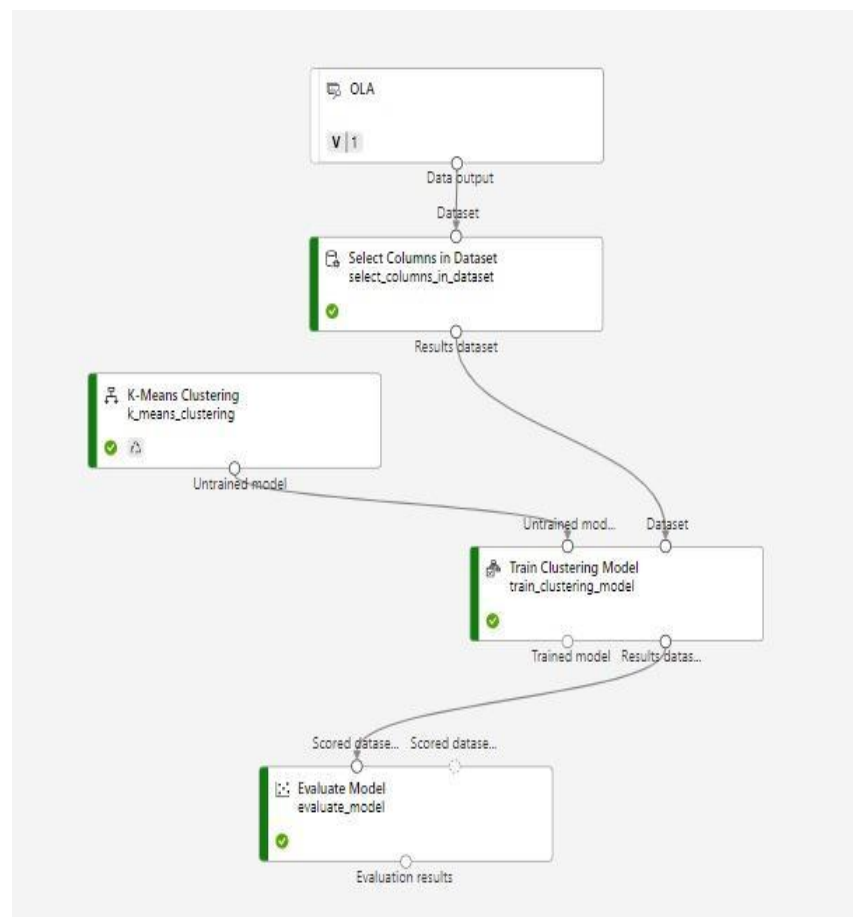 OLA
V 1
Data output
Dataset
Select Columns in Dataset
select_columns_in_dataset
Results dataset
K-Means Clustering
k_means_clustering
Untrained model
Untrained mod... Dataset
Train Clustering Model
train_clustering_model
Trained model Results datas...
Scored datase... Scored datase...
Evaluate Model
evaluate_model
Evaluation results